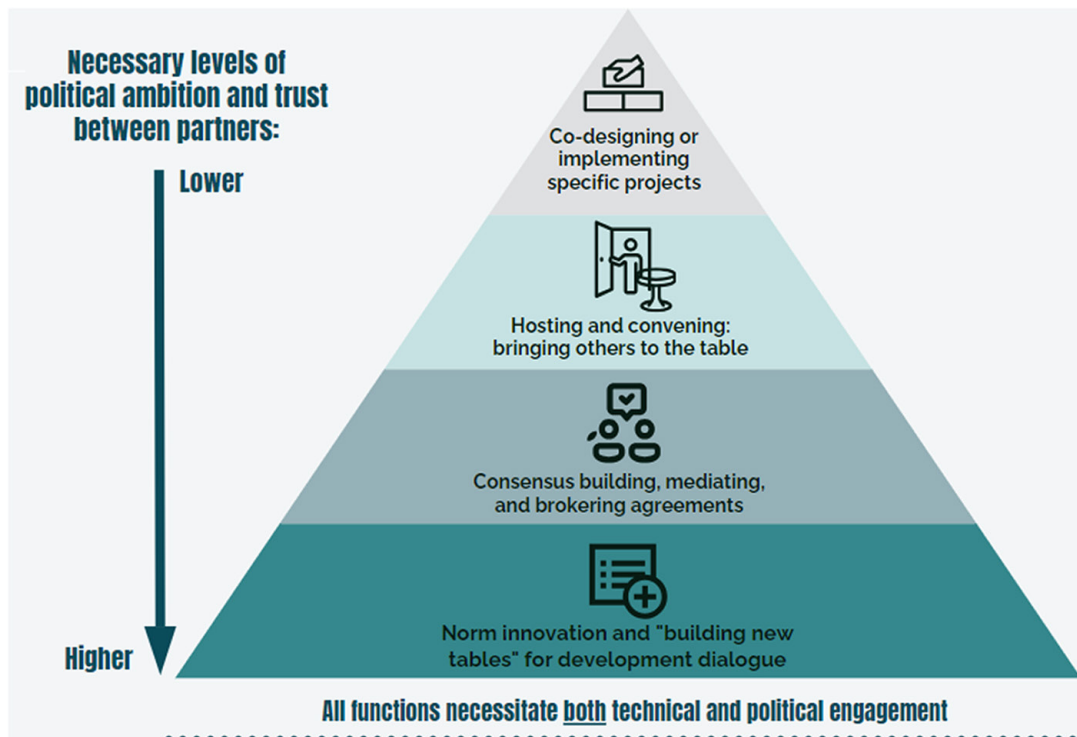 Necessary levels of
political ambition and trust
between partners:
Lower
Higher
Co-designing or
implementing
specific projects
Hosting and convening:
bringing others to the table
Consensus building, mediating,
and brokering agreements
Norm innovation and "building new
tables" for development dialogue
All functions necessitate both technical and political engagement